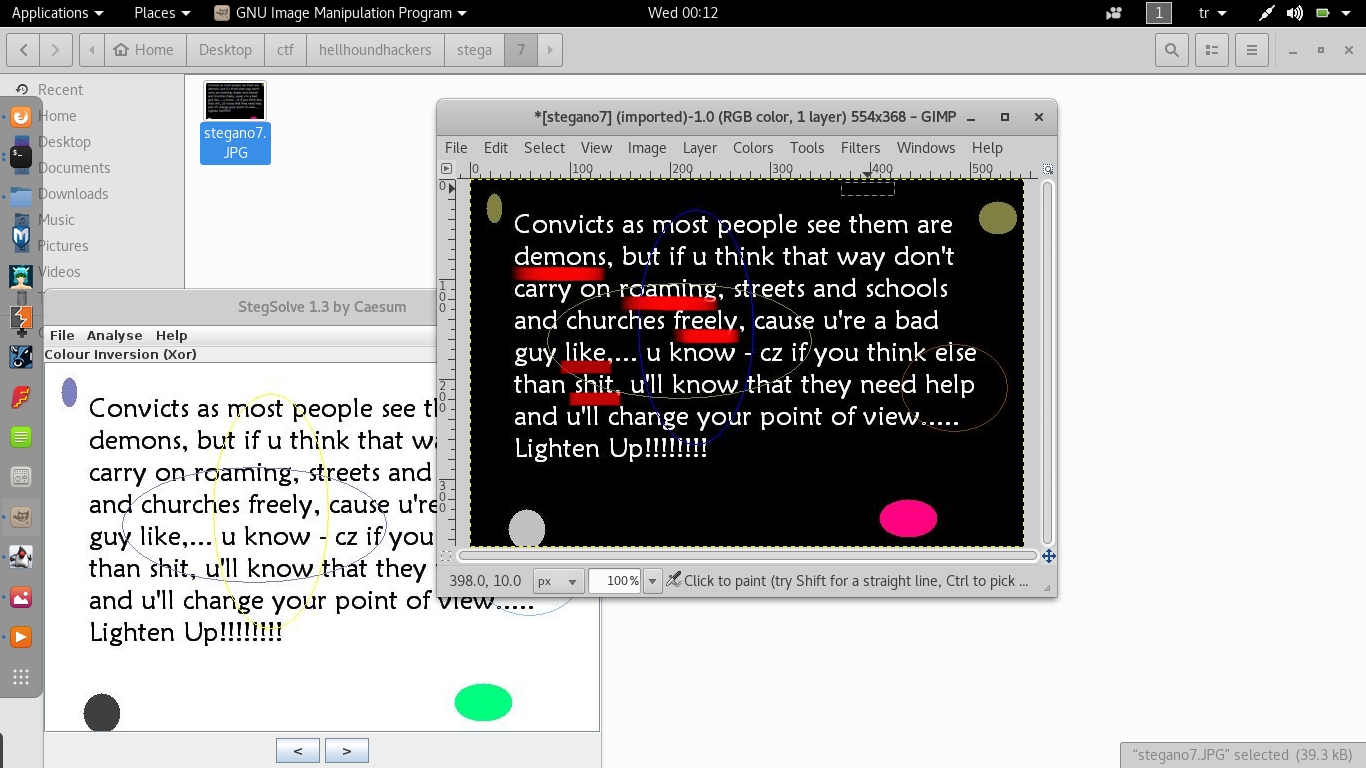 Applications Places GNU Image Manipulation Program Wed 00:12 1 tr
Home Desktop ctf hellhoundhackers stega 7
Recent
Home
Desktop
Documents
Downloads
Music
Pictures
Videos
stegano7.
JPG
*[stegano7] (imported)-1.0 (RGB color, 1 layer) 554x368 – GIMP
File Edit Select View Image Layer Colors Tools Filters Windows Help
0 100 200 300 400 500
0
100
200
300
Convicts as most people see them are
demons, but if u think that way don't
carry on roaming, streets and schools
and churches freely, cause u're a bad
guy like,... u know - cz if you think else
than shit, u'll know that they need help
and u'll change your point of view.....
Lighten Up!!!!!!!!
398.0, 10.0 px 100% Click to paint (try Shift for a straight line, Ctrl to pick ...
StegSolve 1.3 by Caesum
File Analyse Help
Colour Inversion (Xor)
Convicts as most people see th
demons, but if u think that wa
carry on roaming, streets and
and churches freely, cause u're
guy like,... u know - cz if you
than shit, u'll know that they
and u'll change your point of view.....
Lighten Up!!!!!!!!
< >
"stegano7.JPG" selected (39.3 kB)